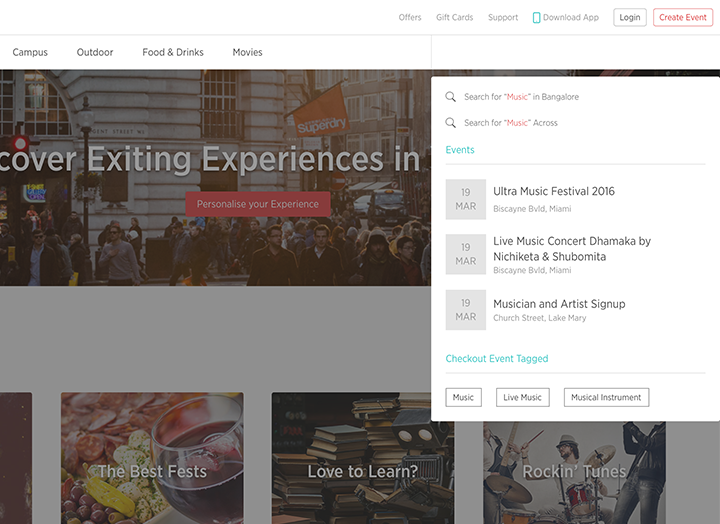 Offers Gift Cards Support Download App Login Create Event
Campus Outdoor Food & Drinks Movies
Search for “Music” in Bangalore
Search for “Music” Across
Events
19
MAR
Ultra Music Festival 2016
Biscayne Bvld, Miami
19
MAR
Live Music Concert Dhamaka by
Nichiketa & Shubomita
Biscayne Bvld, Miami
19
MAR
Musician and Artist Signup
Church Street, Lake Mary
Checkout Event Tagged
Music Live Music Musical Instrument
REGENT STREET W1
Superdry
cover Exiting Experiences in
Personalise your Experience
The Best Fests
Love to Learn?
Rockin’ Tunes